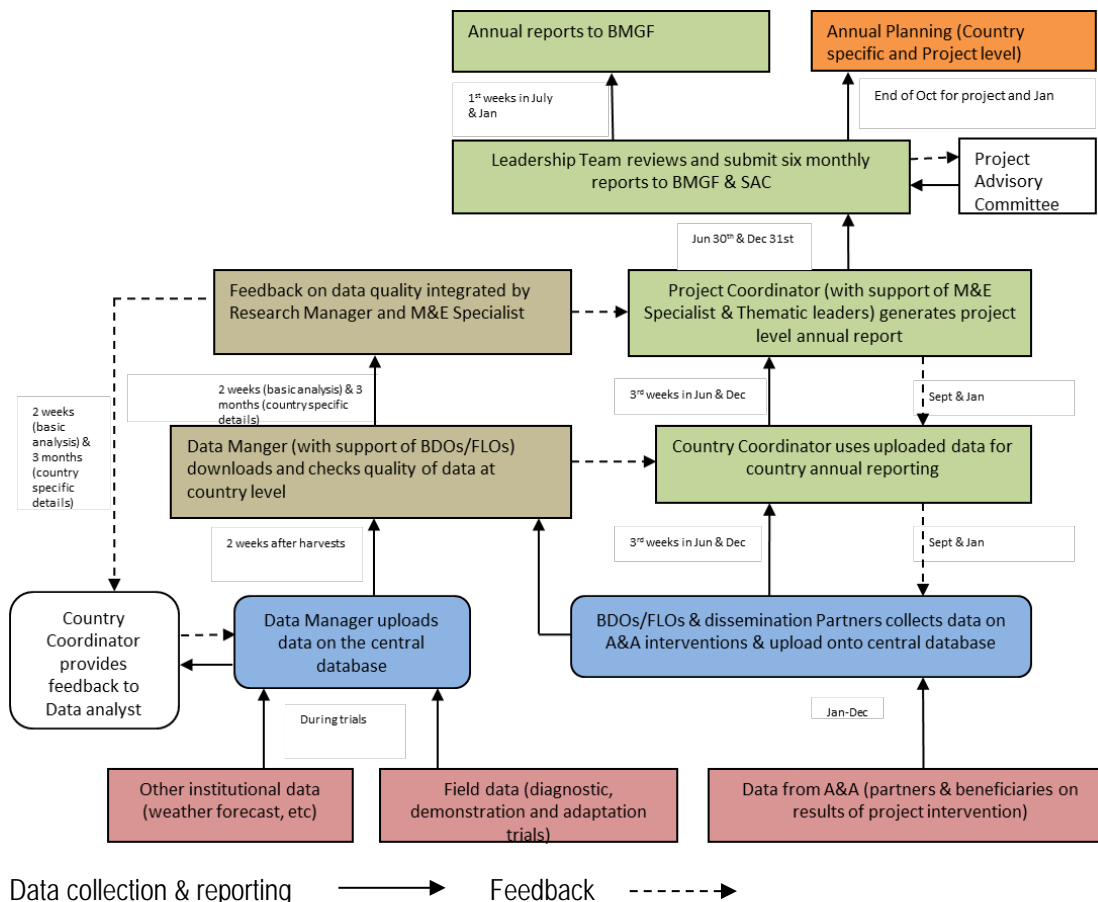 Annual reports to BMGF
Annual Planning (Country
specific and Project level)
1st weeks in July
& Jan
End of Oct for project and Jan
Leadership Team reviews and submit six monthly
reports to BMGF & SAC
Project
Advisory
Committee
Jun 30th & Dec 31st
Feedback on data quality integrated by
Research Manager and M&E Specialist
Project Coordinator (with support of M&E
Specialist & Thematic leaders) generates project
level annual report
2 weeks
(basic
analysis) &
3 months
(country
specific
details)
2 weeks (basic analysis) & 3
months (country specific
details)
3rd weeks in Jun & Dec
Sept & Jan
Data Manger (with support of BDOs/FLOs)
downloads and checks quality of data at
country level
Country Coordinator uses uploaded data for
country annual reporting
2 weeks after harvests
3rd weeks in Jun & Dec
Sept & Jan
Country
Coordinator
provides
feedback to
Data analyst
Data Manager uploads
data on the central
database
BDOs/FLOs & dissemination Partners collects data on
A&A interventions & upload onto central database
During trials
Jan-Dec
Other institutional data
(weather forecast, etc)
Field data (diagnostic,
demonstration and adaptation
trials)
Data from A&A (partners & beneficiaries on
results of project intervention)
Data collection & reporting
Feedback